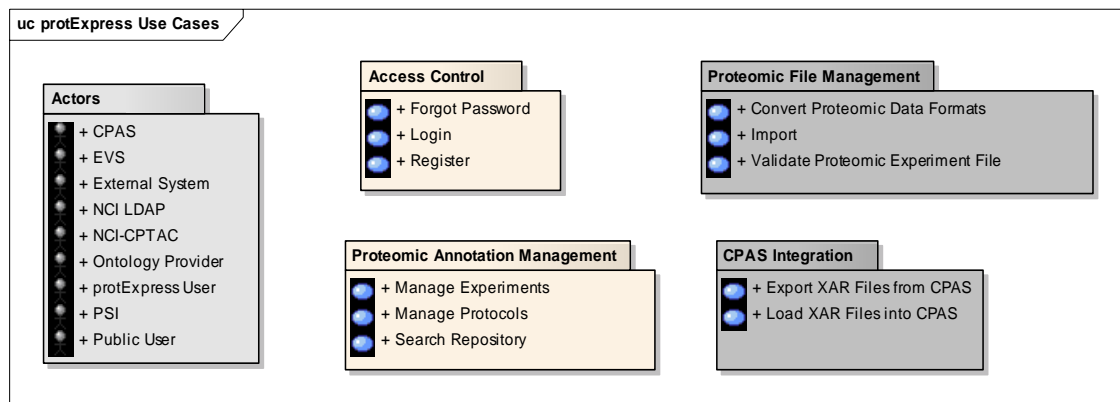 uc protExpress Use Cases
Actors
+ CPAS
+ EVS
+ External System
+ NCI LDAP
+ NCI-CPTAC
+ Ontology Provider
+ protExpress User
+ PSI
+ Public User
Access Control
+ Forgot Password
+ Login
+ Register
Proteomic File Management
+ Convert Proteomic Data Formats
+ Import
+ Validate Proteomic Experiment File
Proteomic Annotation Management
+ Manage Experiments
+ Manage Protocols
+ Search Repository
CPAS Integration
+ Export XAR Files from CPAS
+ Load XAR Files into CPAS